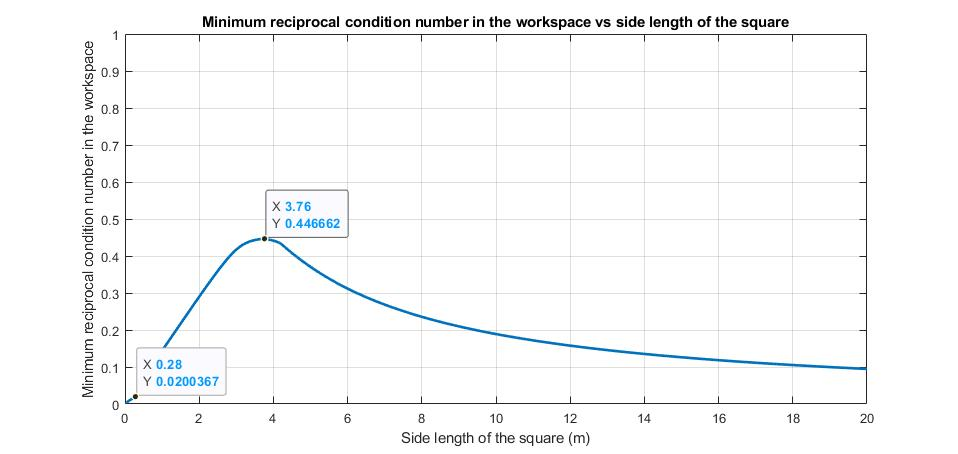 Minimum reciprocal condition number in the workspace vs side length of the square
Minimum reciprocal condition number in the workspace
1
0.9
0.8
0.7
0.6
0.5
0.4
0.3
0.2
0.1
0
X 3.76
Y 0.446662
X 0.28
Y 0.0200367
0 2 4 6 8 10 12 14 16 18 20
Side length of the square (m)